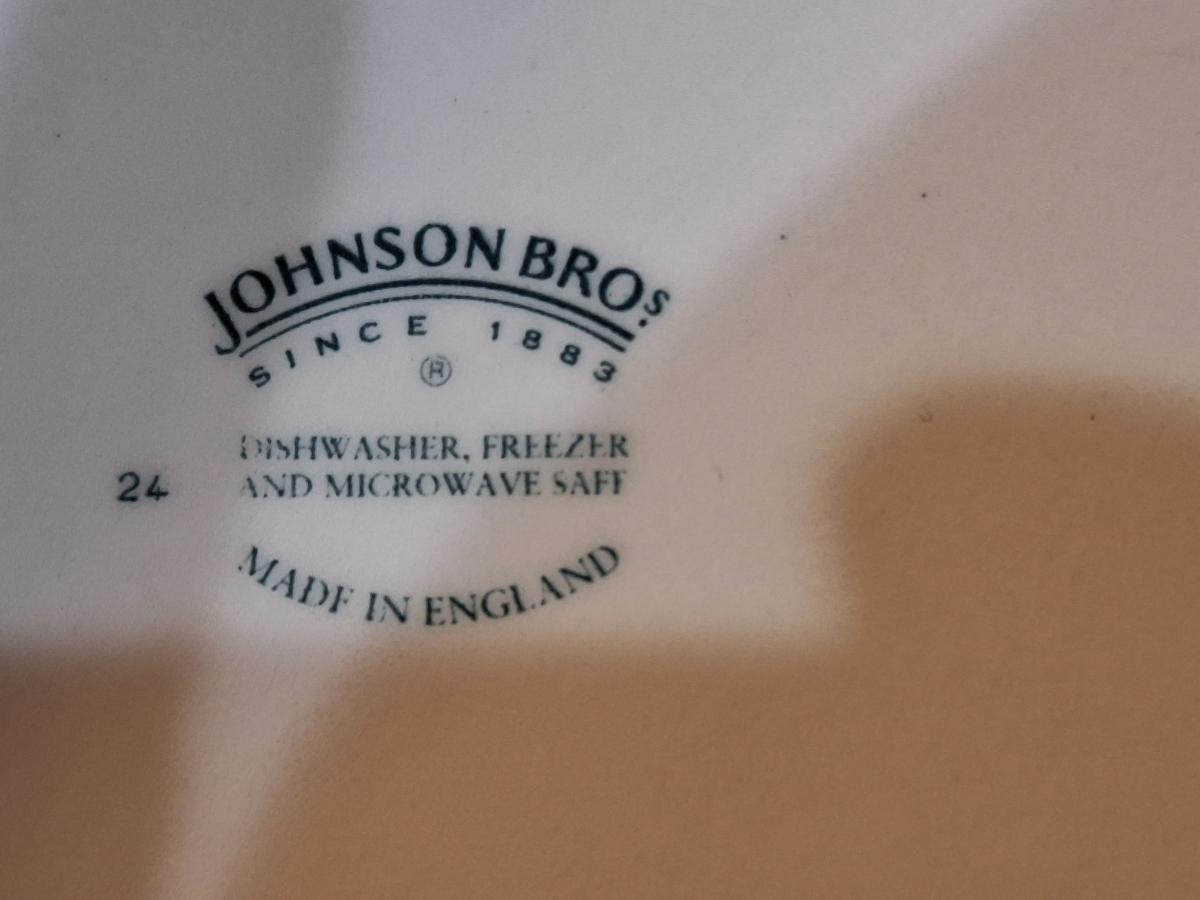 JOHNSON BROS.
SINCE 1883
®
DISHWASHER, FREEZER
24 AND MICROWAVE SAFE
MADE IN ENGLAND